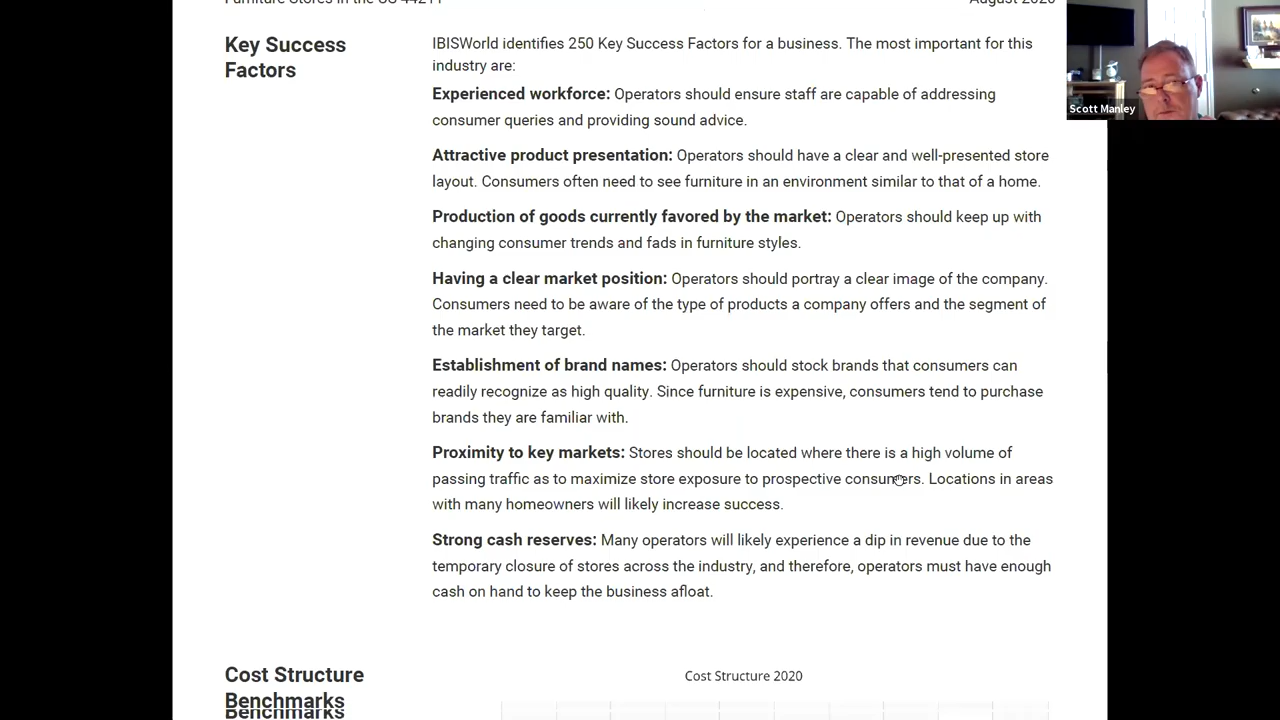 Furniture Stores in the US 44211
August 2020
Key Success
Factors
IBISWorld identifies 250 Key Success Factors for a business. The most important for this
industry are:
Experienced workforce: Operators should ensure staff are capable of addressing
consumer queries and providing sound advice.
Attractive product presentation: Operators should have a clear and well-presented store
layout. Consumers often need to see furniture in an environment similar to that of a home.
Production of goods currently favored by the market: Operators should keep up with
changing consumer trends and fads in furniture styles.
Having a clear market position: Operators should portray a clear image of the company.
Consumers need to be aware of the type of products a company offers and the segment of
the market they target.
Establishment of brand names: Operators should stock brands that consumers can
readily recognize as high quality. Since furniture is expensive, consumers tend to purchase
brands they are familiar with.
Proximity to key markets: Stores should be located where there is a high volume of
passing traffic as to maximize store exposure to prospective consumers. Locations in areas
with many homeowners will likely increase success.
Strong cash reserves: Many operators will likely experience a dip in revenue due to the
temporary closure of stores across the industry, and therefore, operators must have enough
cash on hand to keep the business afloat.
Cost Structure
Benchmarks
Benchmarks
Cost Structure 2020
Scott Manley